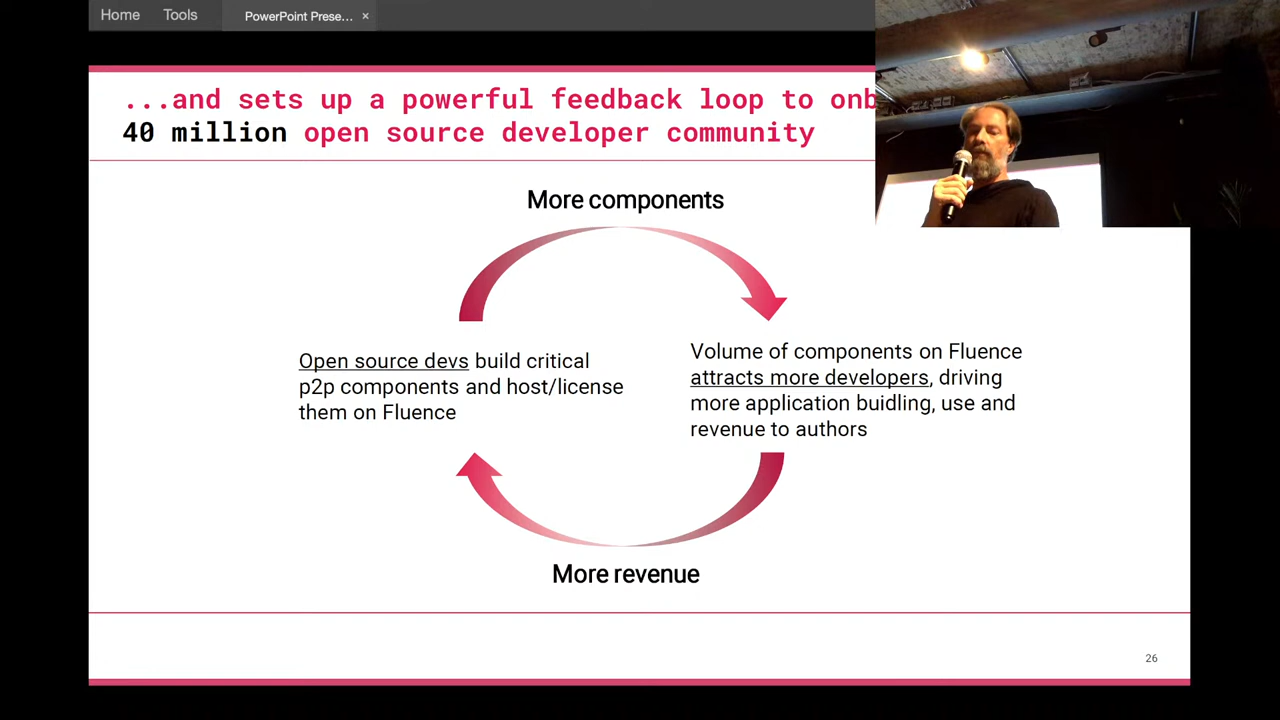 Home Tools PowerPoint Prese... ×
...and sets up a powerful feedback loop to
40 million open source developer community
More components
Open source devs build critical
p2p components and host/license
them on Fluence
Volume of components on Fluence
attracts more developers, driving
more application buidling, use and
revenue to authors
More revenue
26